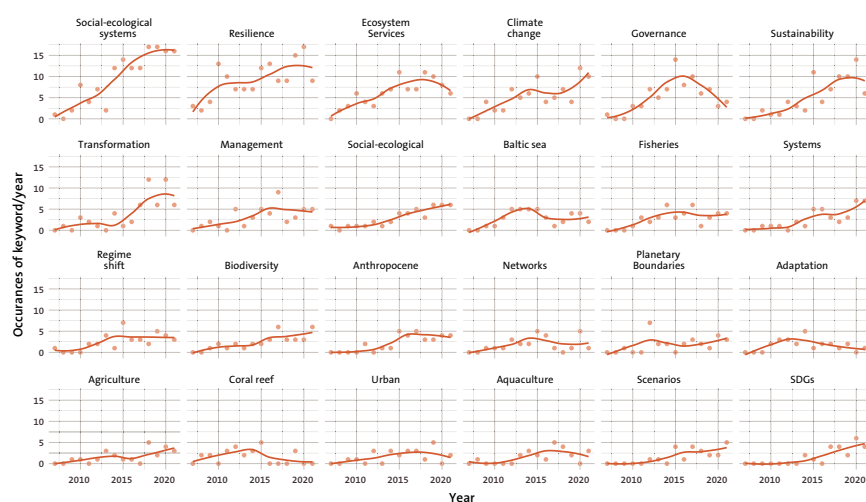 Social-ecological
systems
Resilience
Ecosystem
Services
Climate
change
Governance
Sustainability
15
10
5
0
Transformation
Management
Social-ecological
Baltic sea
Fisheries
Systems
15
10
5
0
Regime
shift
Biodiversity
Anthropocene
Networks
Planetary
Boundaries
Adaptation
15
10
5
0
Agriculture
Coral reef
Urban
Aquaculture
Scenarios
SDGs
15
10
5
0
2010 2015 2020 2010 2015 2020 2010 2015 2020 2010 2015 2020 2010 2015 2020 2010 2015 2020
Year
Occurances of keyword/year